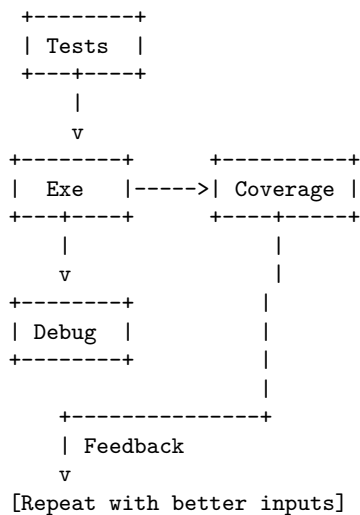 Tests
Exe
Coverage
Debug
Feedback
[Repeat with better inputs]